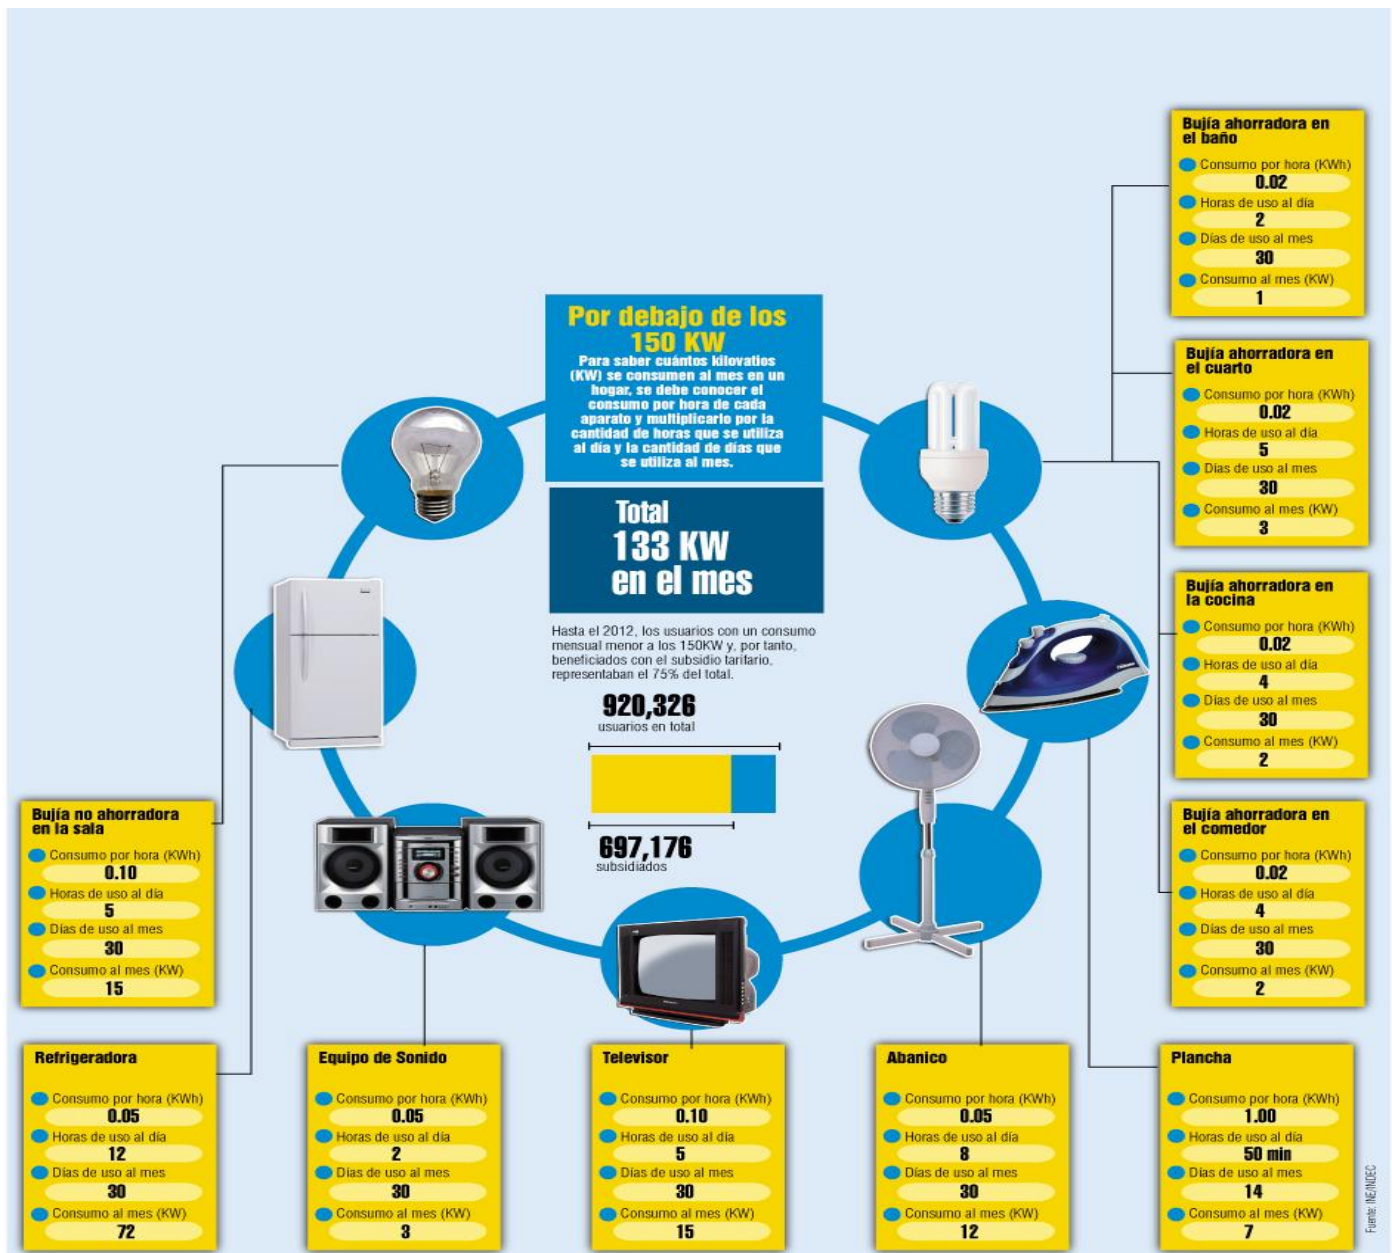 Por debajo de los
150 KW
Para saber cuántos kilovatios
(KW) se consumen al mes en un
hogar, se debe conocer el
consumo por hora de cada
aparato y multiplicarlo por la
cantidad de horas que se utiliza
al día y la cantidad de días que
se utiliza al mes.
Total
133 KW
en el mes
Hasta el 2012, los usuarios con un consumo
mensual menor a los 150KW y, por tanto,
beneficiados con el subsidio tarifario,
representaban el 75% del total.
920,326
usuarios en total
697,176
subsidiados
Bujía ahorradora en
el baño
Consumo por hora (KWh)
0.02
Horas de uso al día
2
Días de uso al mes
30
Consumo al mes (KW)
1
Bujía ahorradora en
el cuarto
Consumo por hora (KWh)
0.02
Horas de uso al día
5
Días de uso al mes
30
Consumo al mes (KW)
3
Bujía ahorradora en
la cocina
Consumo por hora (KWh)
0.02
Horas de uso al día
4
Días de uso al mes
30
Consumo al mes (KW)
2
Bujía ahorradora en
el comedor
Consumo por hora (KWh)
0.02
Horas de uso al día
4
Días de uso al mes
30
Consumo al mes (KW)
2
Bujía no ahorradora
en la sala
Consumo por hora (KWh)
0.10
Horas de uso al día
5
Días de uso al mes
30
Consumo al mes (KW)
15
Refrigeradora
Consumo por hora (KWh)
0.05
Horas de uso al día
12
Días de uso al mes
30
Consumo al mes (KW)
72
Equipo de Sonido
Consumo por hora (KWh)
0.05
Horas de uso al día
2
Días de uso al mes
30
Consumo al mes (KW)
3
Televisor
Consumo por hora (KWh)
0.10
Horas de uso al día
5
Días de uso al mes
30
Consumo al mes (KW)
15
Abanico
Consumo por hora (KWh)
0.05
Horas de uso al día
8
Días de uso al mes
30
Consumo al mes (KW)
12
Plancha
Consumo por hora (KWh)
1.00
Horas de uso al día
50 min
Días de uso al mes
14
Consumo al mes (KW)
7
Fuente: INE/INDEC